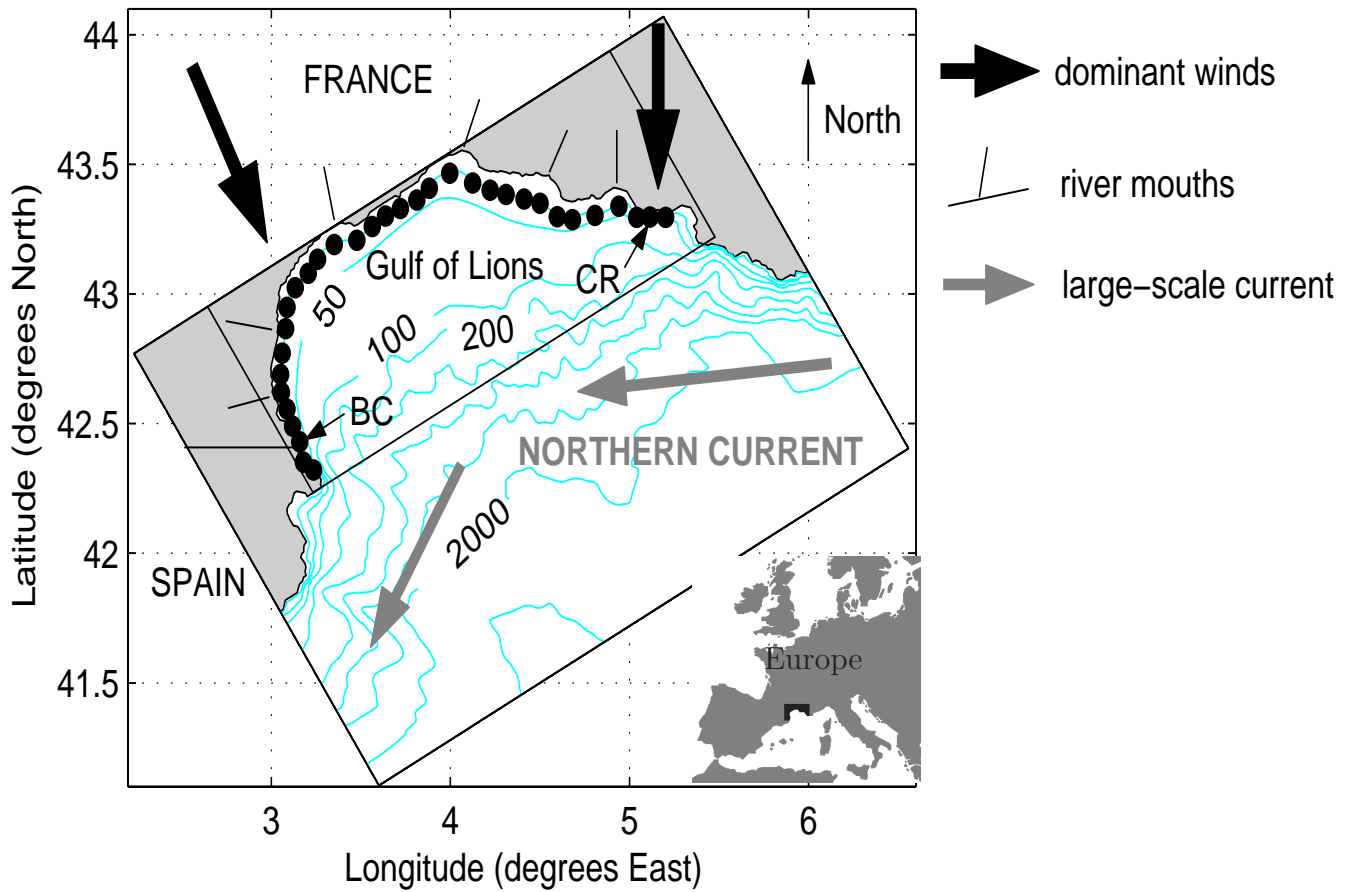 44
43.5
43
42.5
42
41.5
3
4
5
6
Latitude (degrees North)
Longitude (degrees East)
FRANCE
North
Gulf of Lions
CR
50
100
200
BC
NORTHERN CURRENT
2000
SPAIN
Europe
dominant winds
river mouths
large−scale current